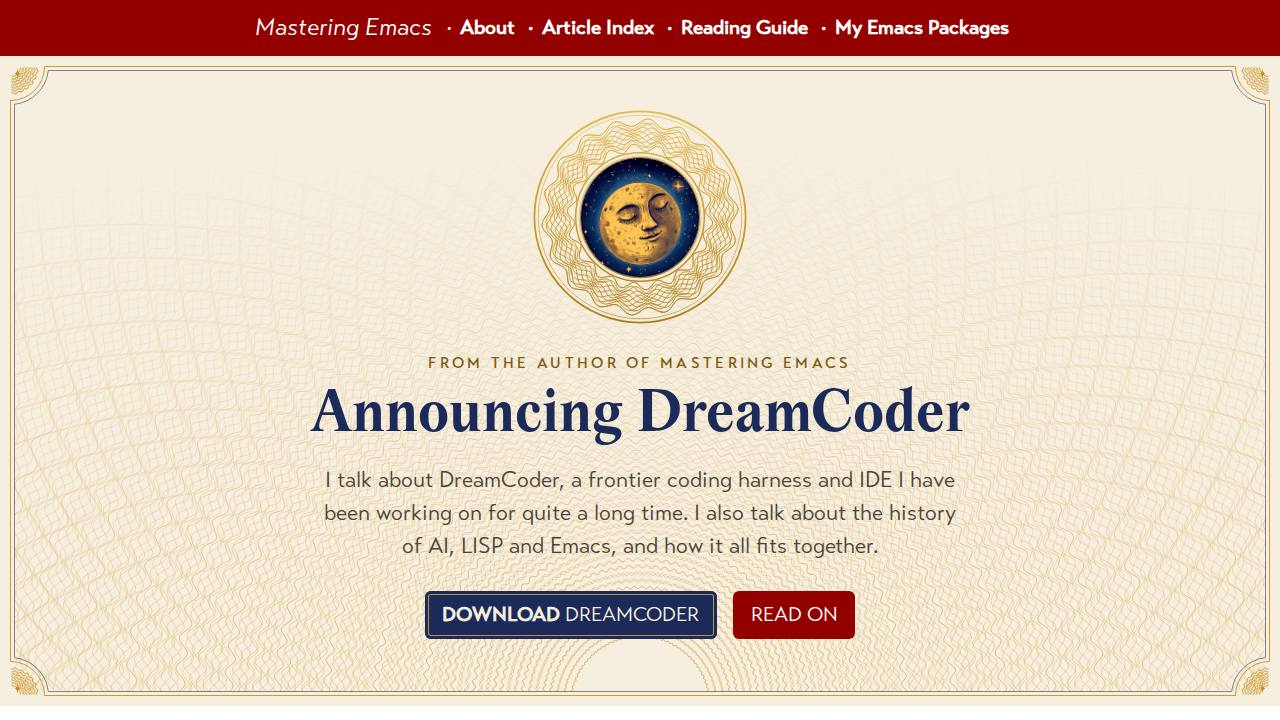 Mastering Emacs • About • Article Index • Reading Guide • My Emacs Packages
FROM THE AUTHOR OF MASTERING EMACS
Announcing DreamCoder
I talk about DreamCoder, a frontier coding harness and IDE I have
been working on for quite a long time. I also talk about the history
of AI, LISP and Emacs, and how it all fits together.
DOWNLOAD DREAMCODER READ ON